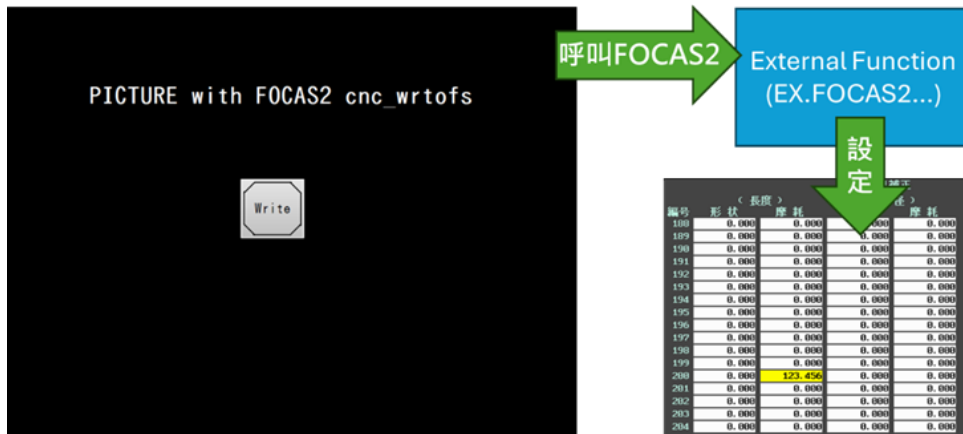 PICTURE with FOCAS2 cnc_wrtofs
Write
呼叫FOCAS2
External Function
(EX.FOCAS2...)
設
定
補正
( 長度 )
径 )
編号 形 状 摩 耗 摩 耗
188 0.000 0.000 0.000 0.000
189 0.000 0.000 0.000 0.000
190 0.000 0.000 0.000 0.000
191 0.000 0.000 0.000 0.000
192 0.000 0.000 0.000 0.000
193 0.000 0.000 0.000 0.000
194 0.000 0.000 0.000 0.000
195 0.000 0.000 0.000 0.000
196 0.000 0.000 0.000 0.000
197 0.000 0.000 0.000 0.000
198 0.000 0.000 0.000 0.000
199 0.000 0.000 0.000 0.000
200 0.000 123.456 0.000 0.000
201 0.000 0.000 0.000 0.000
202 0.000 0.000 0.000 0.000
203 0.000 0.000 0.000 0.000
204 0.000 0.000 0.000 0.000